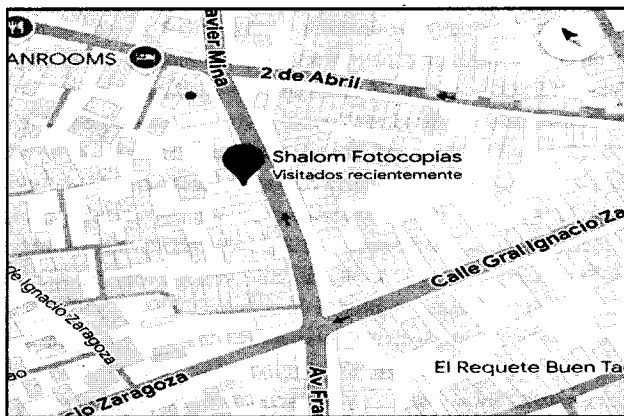 ANROOMS
avier Mina
2 de Abril
Shalom Fotocopias
Visitados recientemente
Calle Gral Ignacio Za
de Ignacio Zaragoza
El Requete Buen Ta
cio Zaragoza
Av Fra